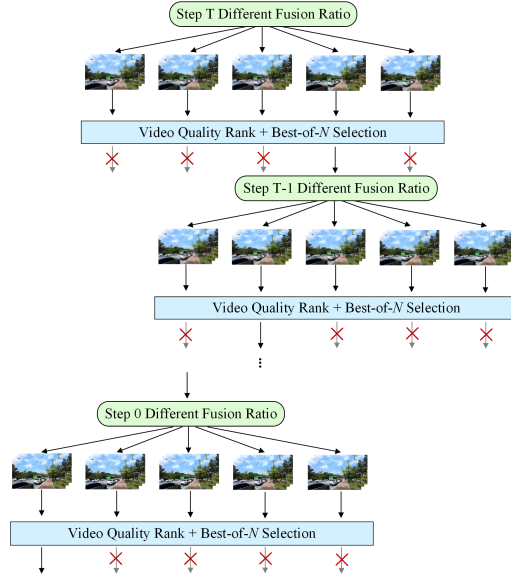 Step T Different Fusion Ratio
Video Quality Rank + Best-of-N Selection
Step T-1 Different Fusion Ratio
Video Quality Rank + Best-of-N Selection
...
Step 0 Different Fusion Ratio
Video Quality Rank + Best-of-N Selection